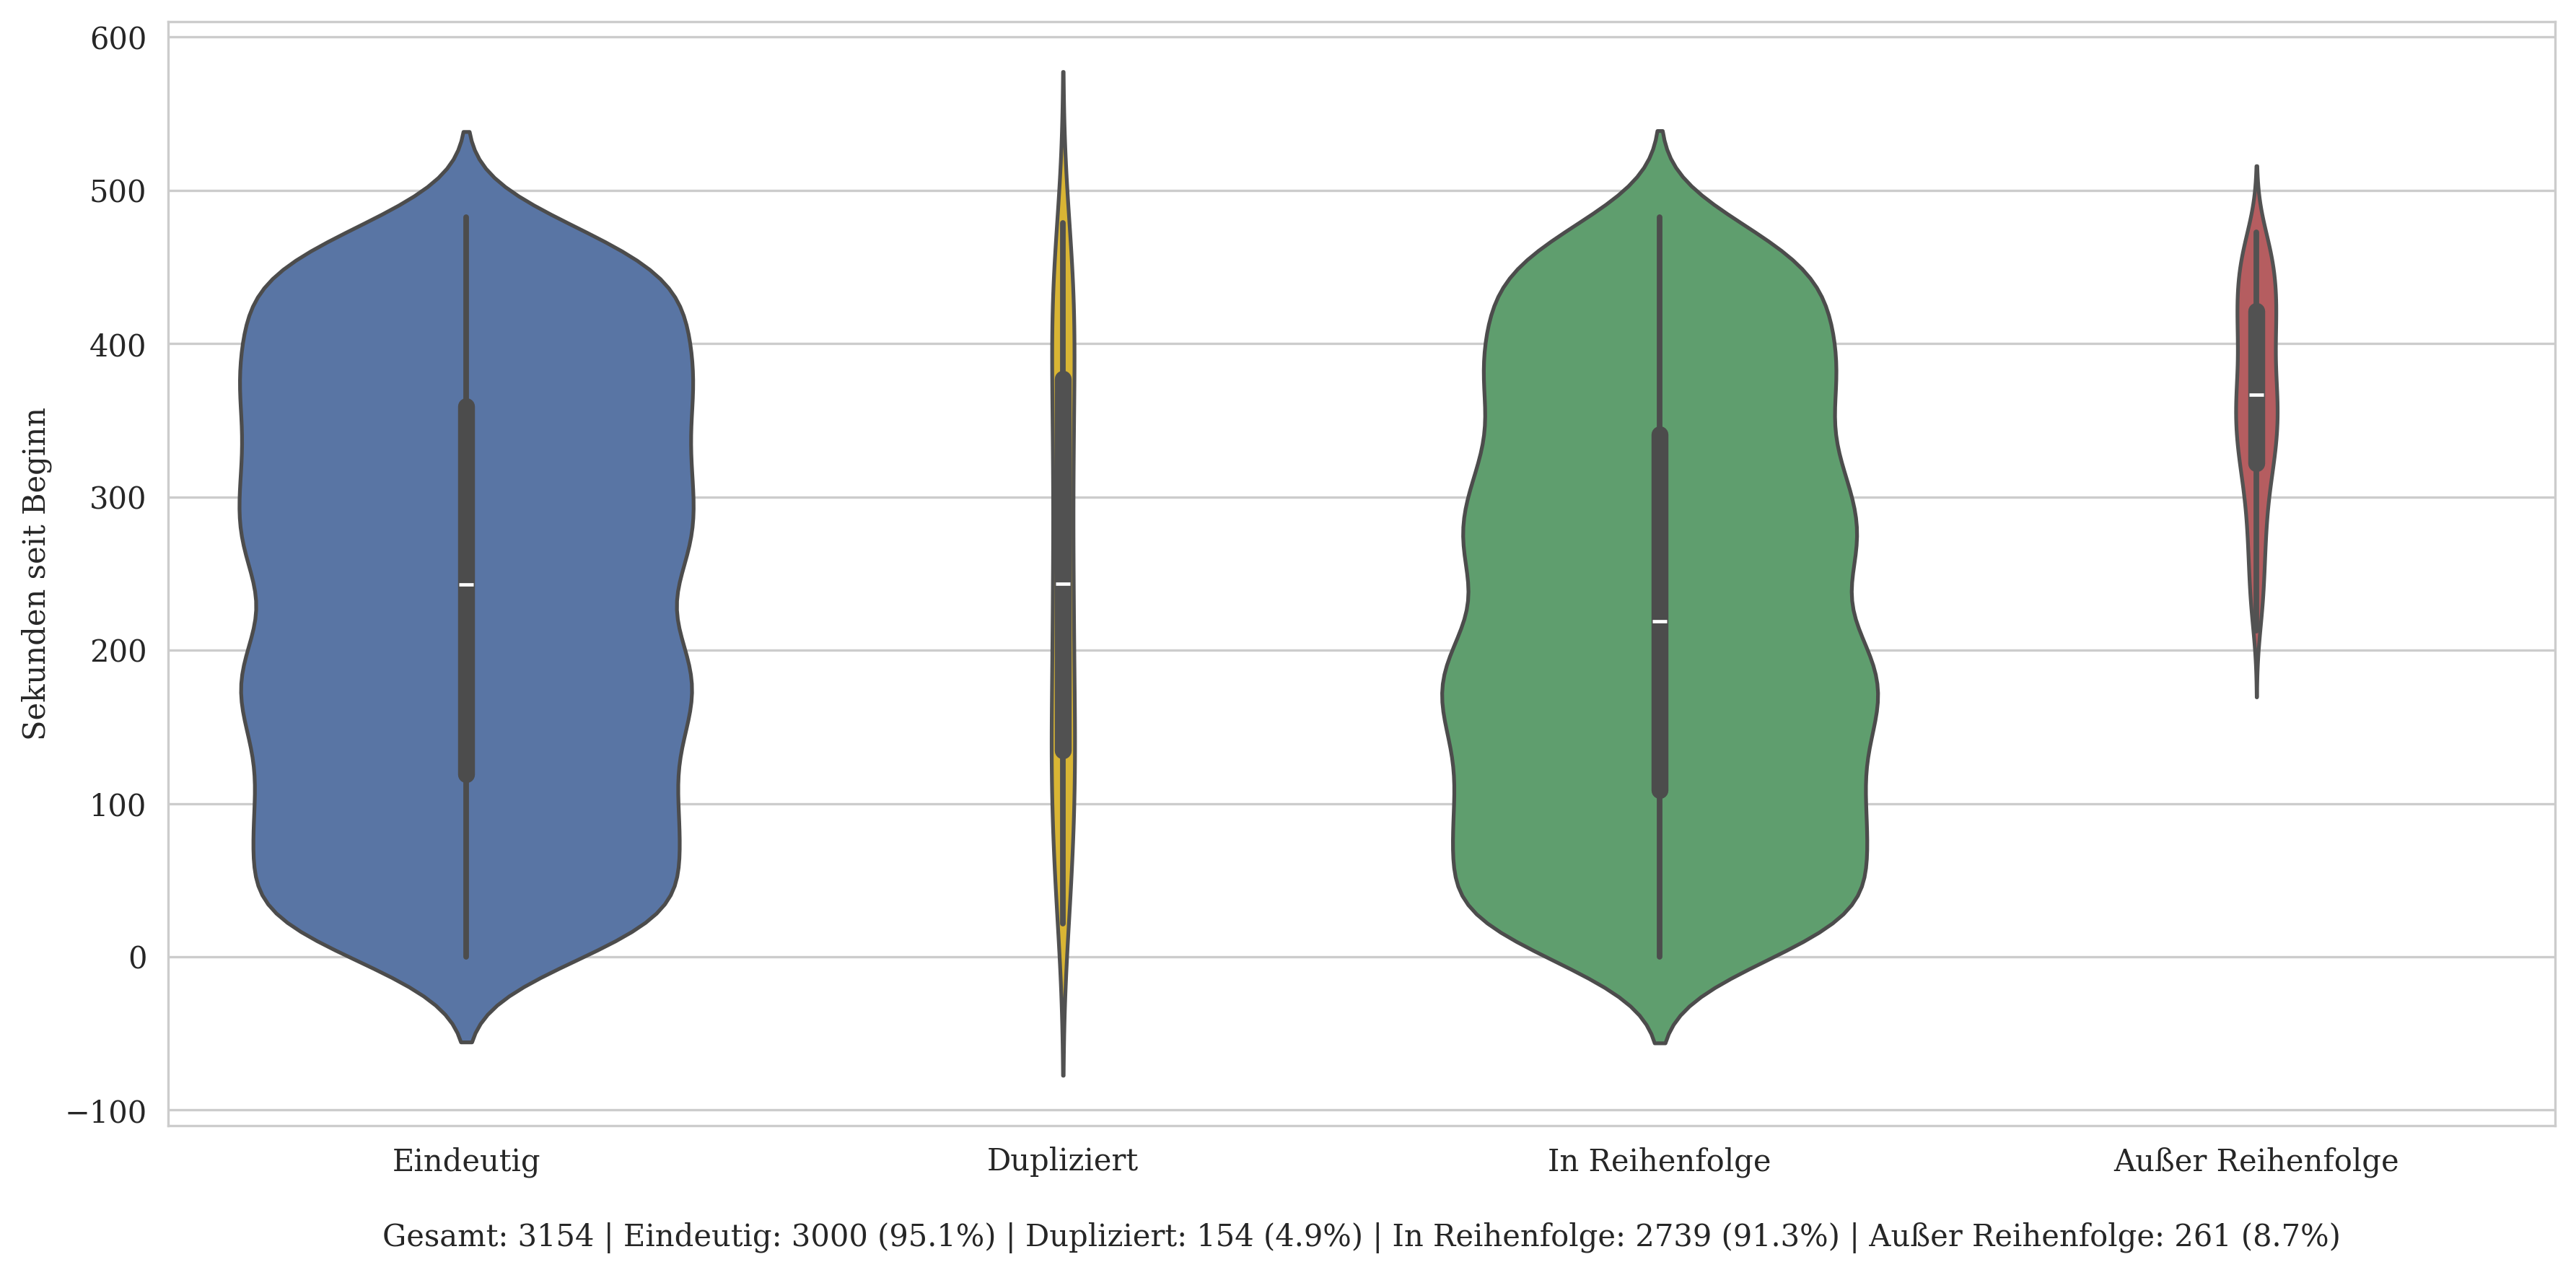 600
500
400
300
200
100
0
−100
Sekunden seit Beginn
Eindeutig
Dupliziert
In Reihenfolge
Außer Reihenfolge
Gesamt: 3154 | Eindeutig: 3000 (95.1%) | Dupliziert: 154 (4.9%) | In Reihenfolge: 2739 (91.3%) | Außer Reihenfolge: 261 (8.7%)